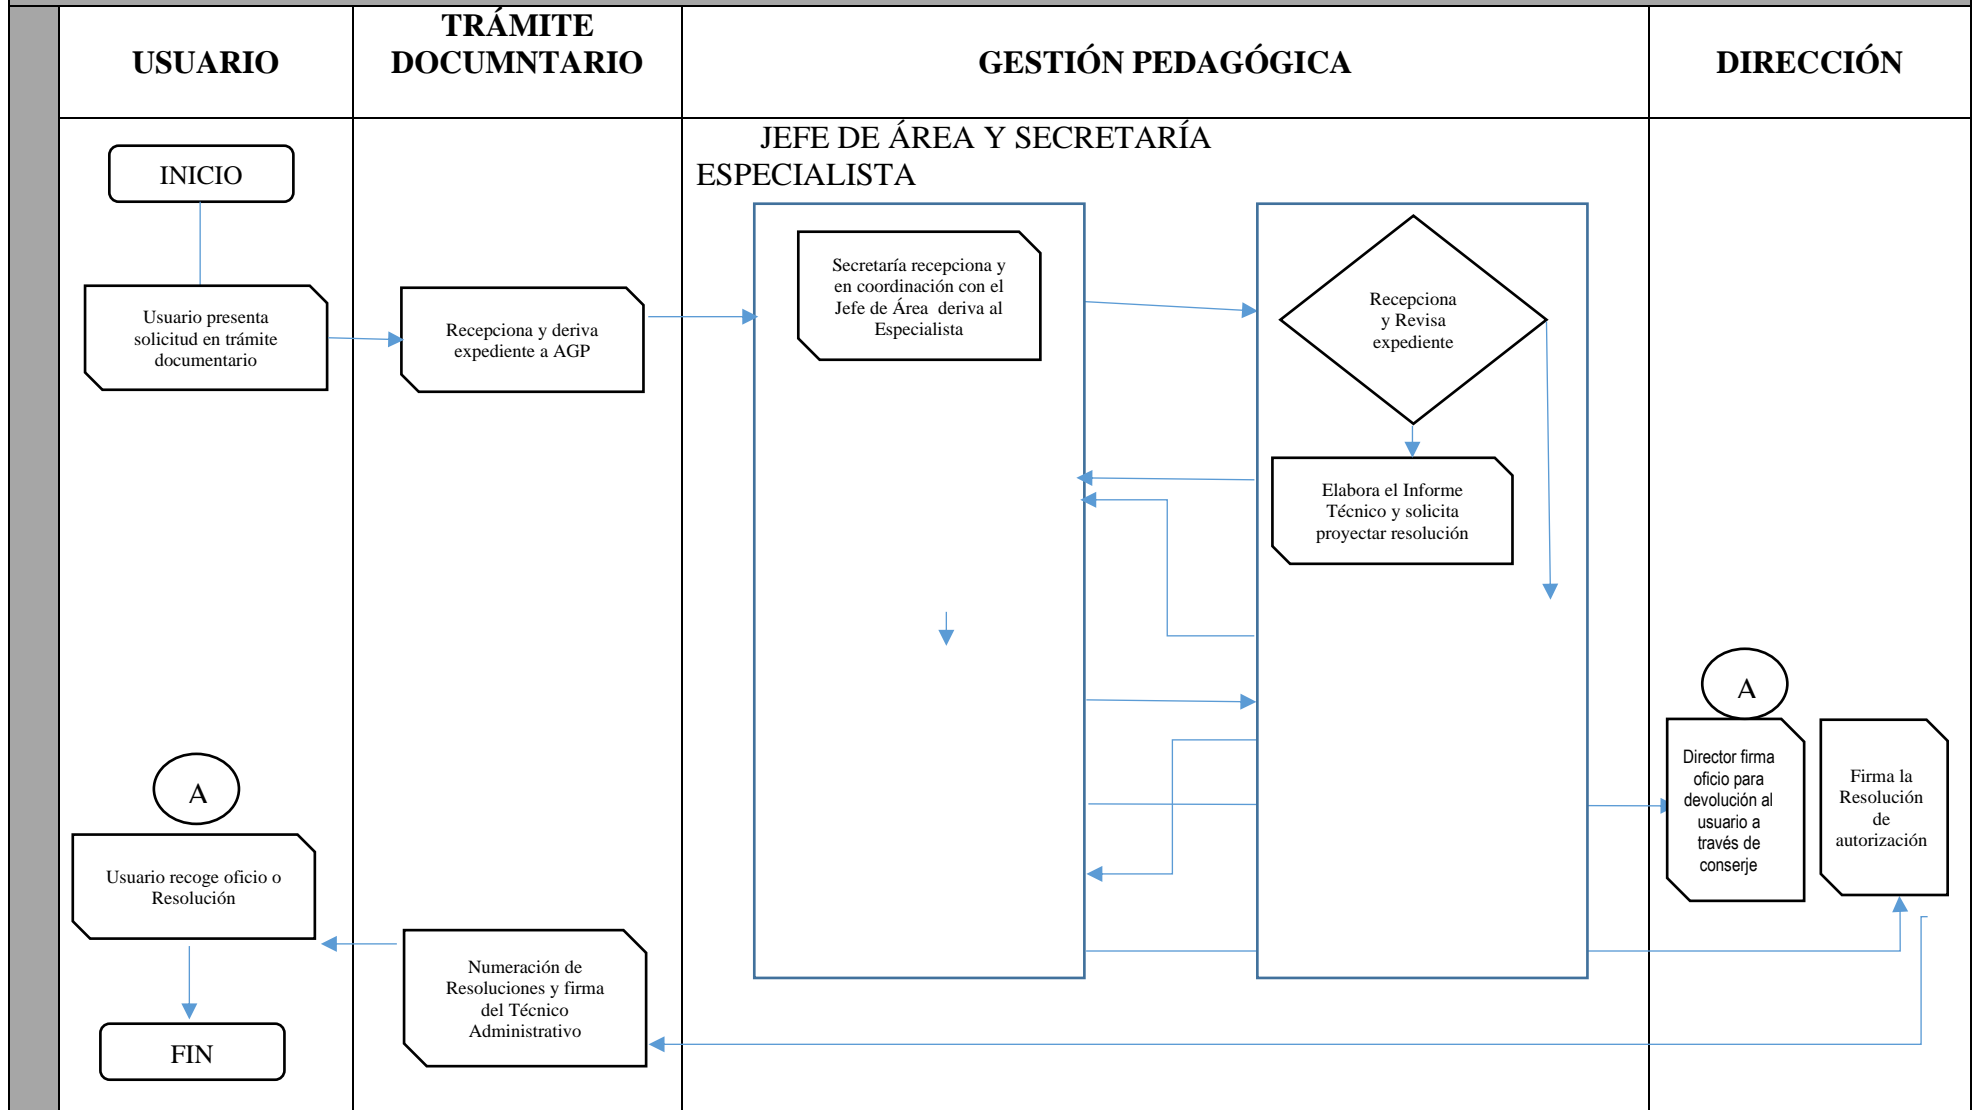 USUARIO
TRÁMITE
DOCUMNTARIO
GESTIÓN PEDAGÓGICA
DIRECCIÓN
JEFE DE ÁREA Y SECRETARÍA
ESPECIALISTA
INICIO
Usuario presenta
solicitud en trámite
documentario
Recepciona y deriva
expediente a AGP
Secretaría recepciona y
en coordinación con el
Jefe de Área deriva al
Especialista
Recepciona
y Revisa
expediente
Elabora el Informe
Técnico y solicita
proyectar resolución
A
Director firma
oficio para
devolución al
usuario a
través de
conserje
Firma la
Resolución
de
autorización
A
Usuario recoge oficio o
Resolución
Numeración de
Resoluciones y firma
del Técnico
Administrativo
FIN